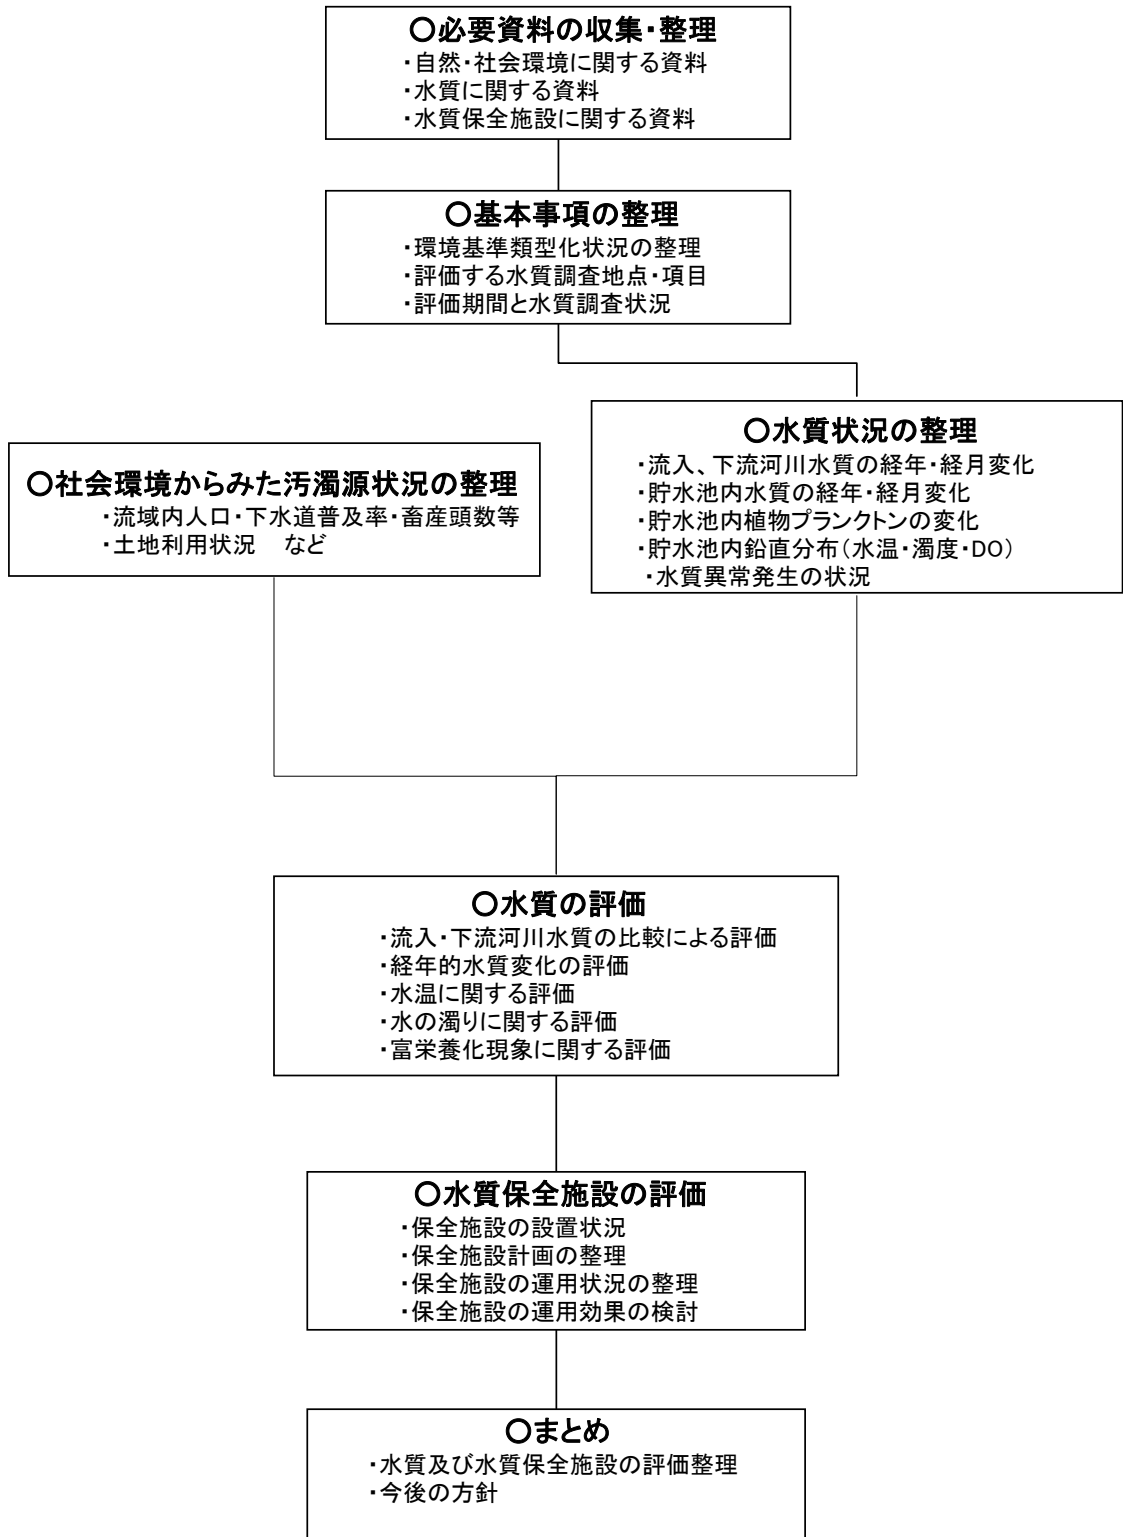 ○必要資料の収集・整理
・自然・社会環境に関する資料
・水質に関する資料
・水質保全施設に関する資料
○基本事項の整理
・環境基準類型化状況の整理
・評価する水質調査地点・項目
・評価期間と水質調査状況
○社会環境からみた汚濁源状況の整理
・流域内人口・下水道普及率・畜産頭数等
・土地利用状況　など
○水質状況の整理
・流入、下流河川水質の経年・経月変化
・貯水池内水質の経年・経月変化
・貯水池内植物プランクトンの変化
・貯水池内鉛直分布(水温・濁度・DO)
・水質異常発生の状況
○水質の評価
・流入・下流河川水質の比較による評価
・経年的水質変化の評価
・水温に関する評価
・水の濁りに関する評価
・富栄養化現象に関する評価
○水質保全施設の評価
・保全施設の設置状況
・保全施設計画の整理
・保全施設の運用状況の整理
・保全施設の運用効果の検討
○まとめ
・水質及び水質保全施設の評価整理
・今後の方針